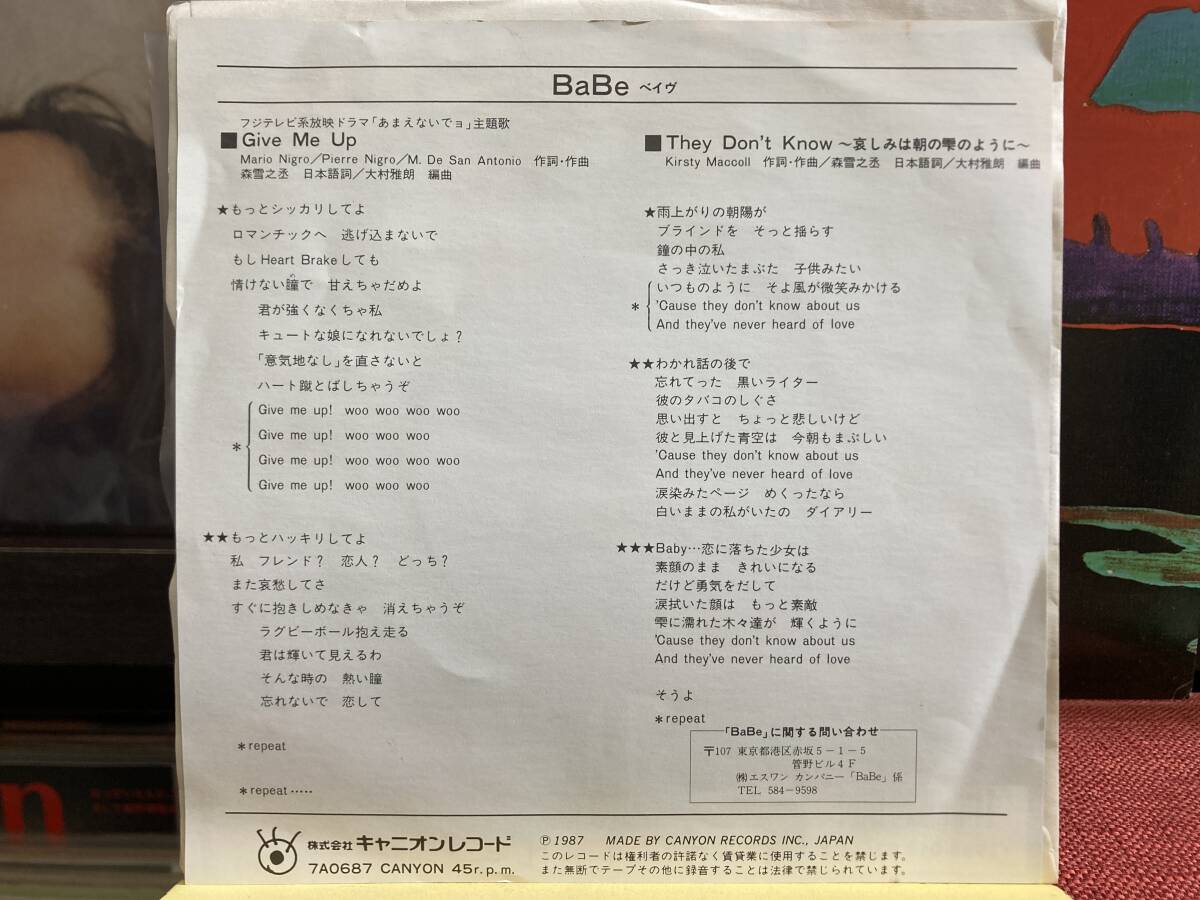 BaBe ベイヴ
フジテレビ系放映ドラマ「あまえないでョ」主題歌
■Give Me Up
Mario Nigro／Pierre Nigro／M. De San Antonio 作詞・作曲
森雪之丞 日本語詞／大村雅朗 編曲
★もっとシッカリしてよ
ロマンチックへ 逃げ込まないで
もし Heart Brake しても
情けない瞳で 甘えちゃだめよ
君が強くなくちゃ私
キュートな娘になれないでしょ？
「意気地なし」を直さないと
ハート蹴とばしちゃうぞ
Give me up! woo woo woo woo
Give me up! woo woo woo
＊
Give me up! woo woo woo woo
Give me up! woo woo woo
★★もっとハッキリしてよ
私 フレンド？ 恋人？ どっち？
また哀愁してさ
すぐに抱きしめなきゃ 消えちゃうぞ
ラグビーボール抱え走る
君は輝いて見えるわ
そんな時の 熱い瞳
忘れないで 恋して
＊repeat
＊repeat‥‥‥
■They Don't Know ～哀しみは朝の雫のように～
Kirsty Maccoll 作詞・作曲／森雪之丞 日本語詞／大村雅朗 編曲
★雨上がりの朝陽が
ブラインドを そっと揺らす
鐘の中の私
さっき泣いたまぶた 子供みたい
いつものように そよ風が微笑みかける
＊ 'Cause they don't know about us
And they've never heard of love
★★わかれ話の後で
忘れてった 黒いライター
彼のタバコのしぐさ
思い出すと ちょっと悲しいけど
彼と見上げた青空は 今朝もまぶしい
'Cause they don't know about us
And they've never heard of love
涙染みたページ めくったなら
白いままの私がいたの ダイアリー
★★★Baby…恋に落ちた少女は
素顔のまま きれいになる
だけど勇気をだして
涙拭いた顔は もっと素敵
雫に濡れた木々達が 輝くように
'Cause they don't know about us
And they've never heard of love
そうよ
＊repeat
「BaBe」に関する問い合わせ
〒107 東京都港区赤坂5－1－5
菅野ビル4F
㈱エスワン カンパニー「BaBe」係
TEL 584-9598
株式会社 キャニオンレコード
7A0687 CANYON 45r.p.m.
Ⓟ1987 MADE BY CANYON RECORDS INC., JAPAN
このレコードは権利者の許諾なく賃貸業に使用することを禁じます。
また無断でテープその他に録音することは法律で禁じられています。